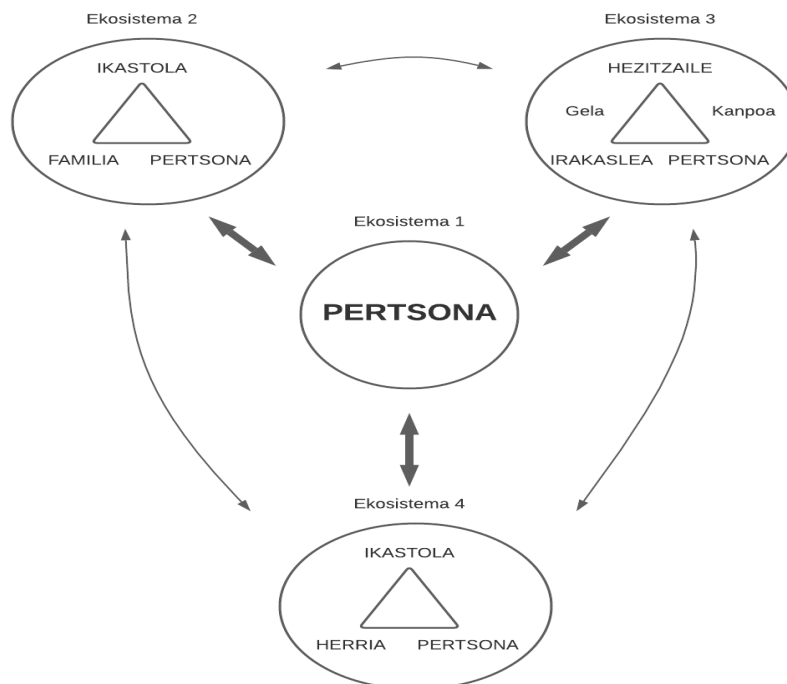 Ekosistema 2
IKASTOLA
FAMILIA PERTSONA
Ekosistema 3
HEZITZAILE
Gela Kanpoa
IRAKASLEA PERTSONA
Ekosistema 1
PERTSONA
Ekosistema 4
IKASTOLA
HERRIA PERTSONA